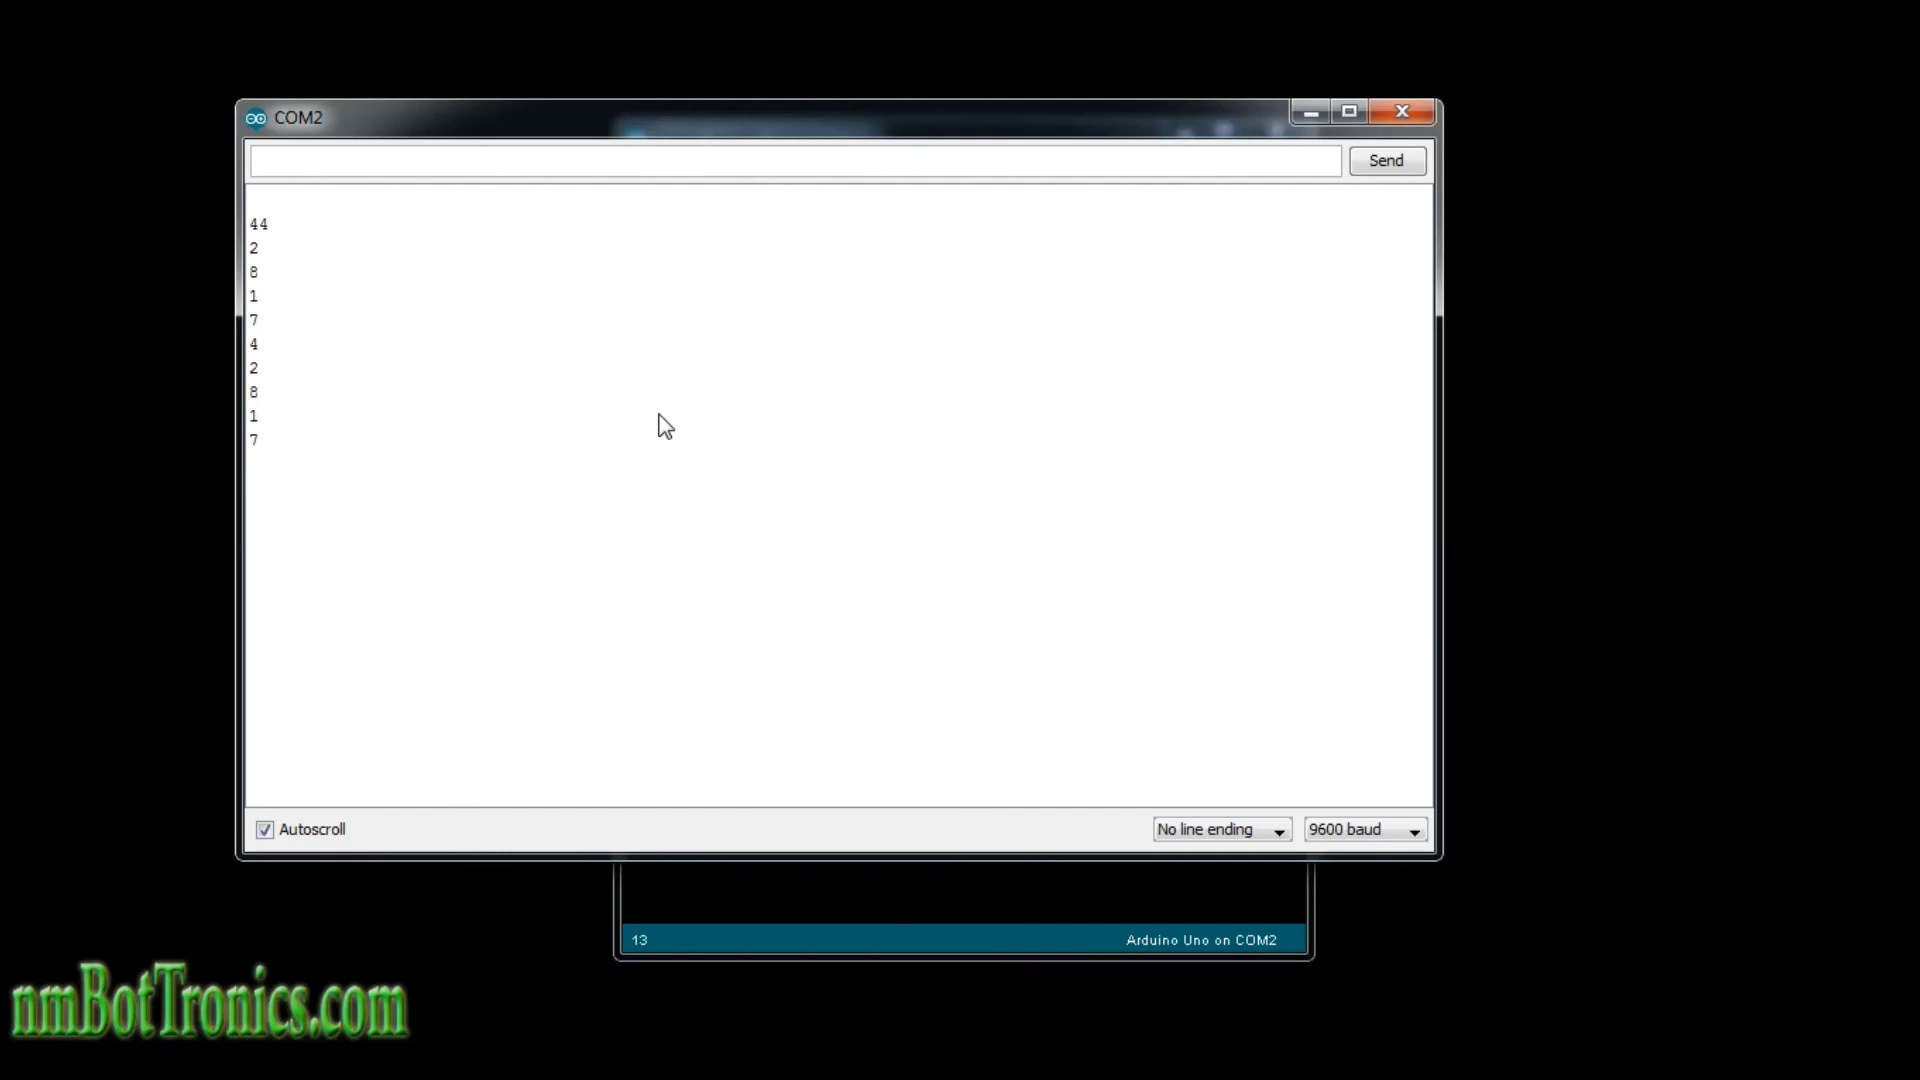 COM2
Send
44
2
8
1
7
4
2
8
1
7
Autoscroll
No line ending
9600 baud
13
Arduino Uno on COM2
nmBotTronics.com